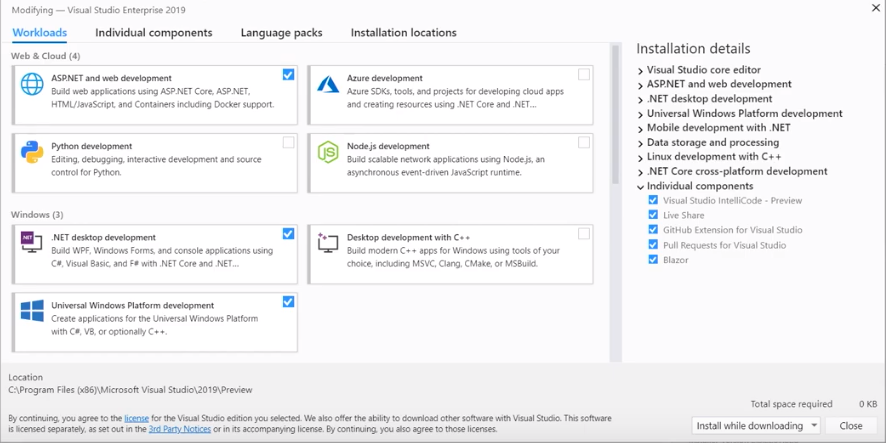 Modifying — Visual Studio Enterprise 2019
Workloads
Individual components
Language packs
Installation locations
Web & Cloud (4)
ASP.NET and web development
Build web applications using ASP.NET Core, ASP.NET,
HTML/JavaScript, and Containers including Docker support.
Azure development
Azure SDKs, tools, and projects for developing cloud apps
and creating resources using .NET Core and .NET...
Python development
Editing, debugging, interactive development and source
control for Python.
Node.js development
Build scalable network applications using Node.js, an
asynchronous event-driven JavaScript runtime.
Windows (3)
.NET
.NET desktop development
Build WPF, Windows Forms, and console applications using
C#, Visual Basic, and F# with .NET Core and .NET...
Desktop development with C++
Build modern C++ apps for Windows using tools of your
choice, including MSVC, Clang, CMake, or MSBuild.
Universal Windows Platform development
Create applications for the Universal Windows Platform
with C#, VB, or optionally C++.
Installation details
Visual Studio core editor
ASP.NET and web development
.NET desktop development
Universal Windows Platform development
Mobile development with .NET
Data storage and processing
Linux development with C++
.NET Core cross-platform development
Individual components
Visual Studio IntelliCode - Preview
Live Share
GitHub Extension for Visual Studio
Pull Requests for Visual Studio
Blazor
Location
C:\Program Files (x86)\Microsoft Visual Studio\2019\Preview
Total space required 0 KB
By continuing, you agree to the license for the Visual Studio edition you selected. We also offer the ability to download other software with Visual Studio. This software
is licensed separately, as set out in the 3rd Party Notices or in its accompanying license. By continuing, you also agree to those licenses.
Install while downloading
Close